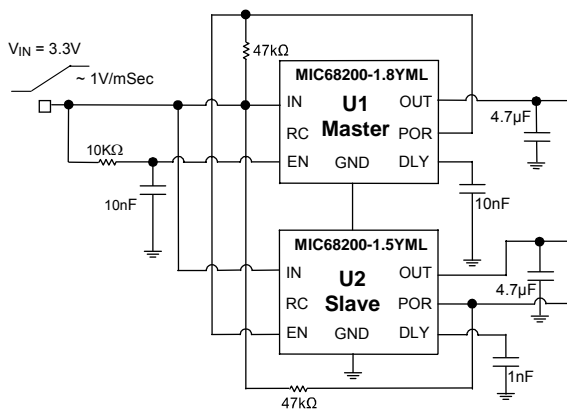 V_IN = 3.3V
~ 1V/mSec
47kΩ
MIC68200-1.8YML
IN
U1
OUT
RC
Master
POR
EN
GND
DLY
4.7µF
10KΩ
10nF
10nF
MIC68200-1.5YML
IN
U2
OUT
RC
Slave
POR
EN
GND
DLY
4.7µF
1nF
47kΩ